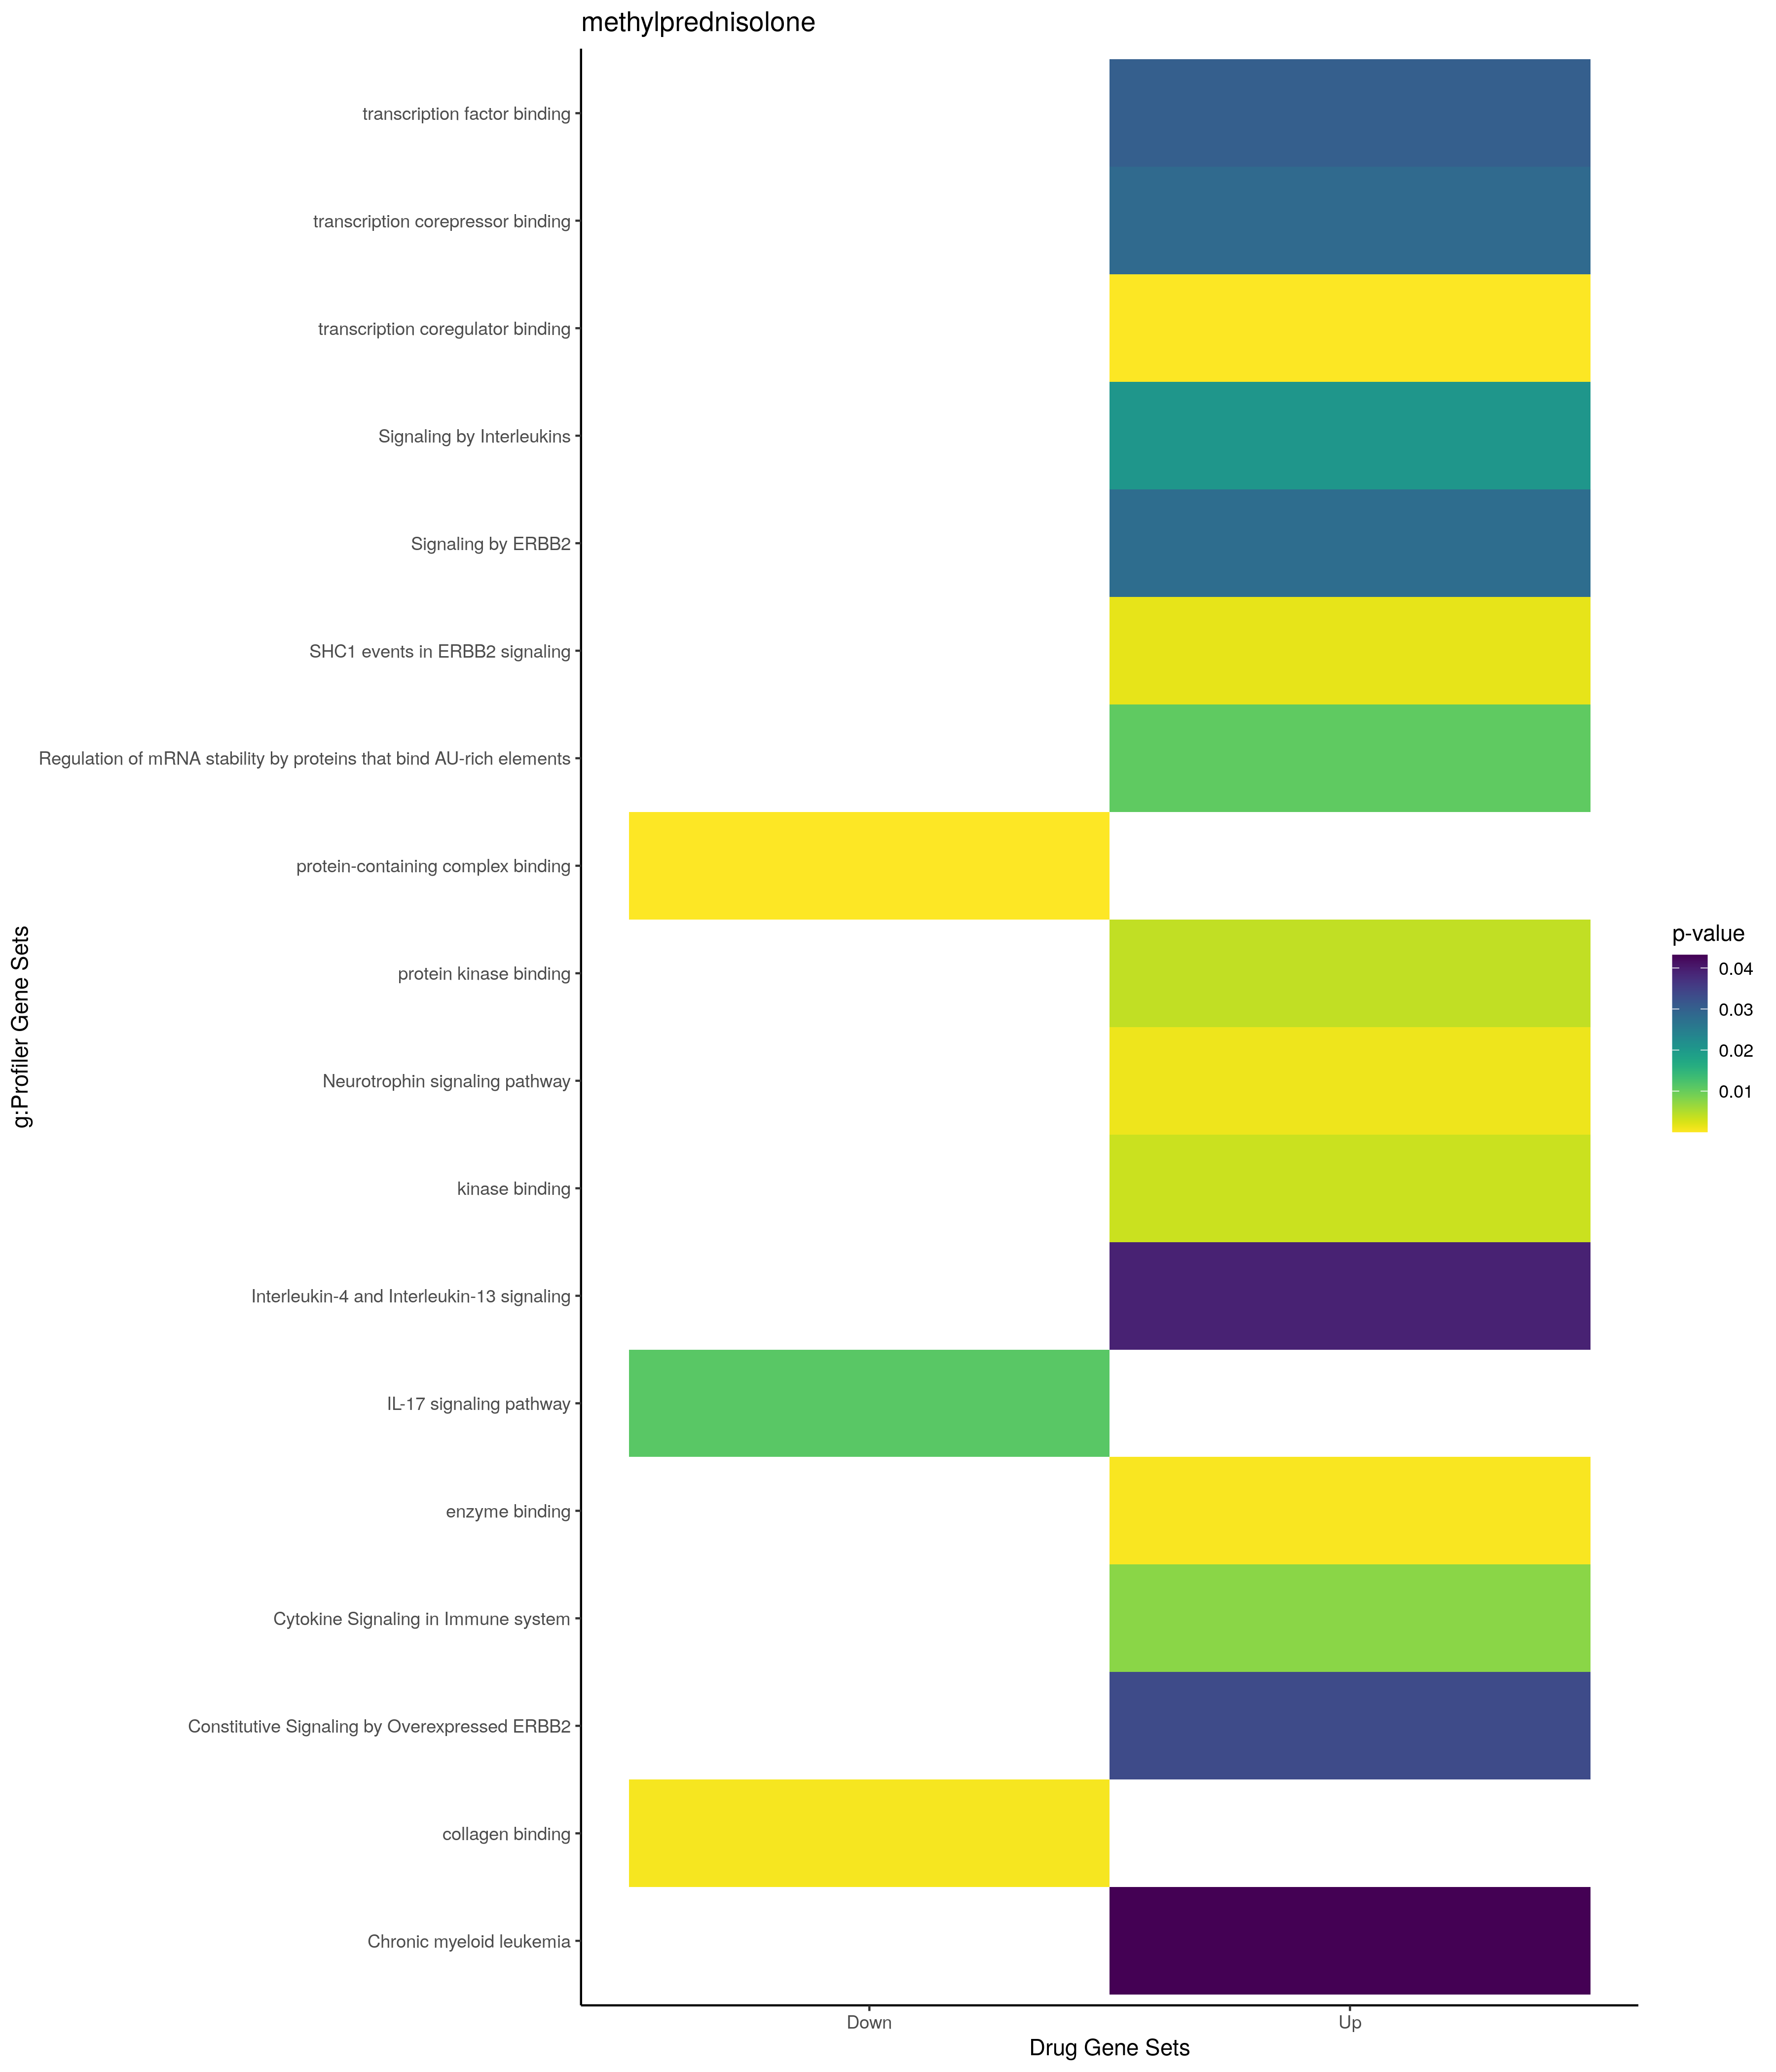 methylprednisolone
transcription factor binding
transcription corepressor binding
transcription coregulator binding
Signaling by Interleukins
Signaling by ERBB2
SHC1 events in ERBB2 signaling
Regulation of mRNA stability by proteins that bind AU-rich elements
protein-containing complex binding
protein kinase binding
Neurotrophin signaling pathway
kinase binding
Interleukin-4 and Interleukin-13 signaling
IL-17 signaling pathway
enzyme binding
Cytokine Signaling in Immune system
Constitutive Signaling by Overexpressed ERBB2
collagen binding
Chronic myeloid leukemia
g:Profiler Gene Sets
Down
Up
Drug Gene Sets
p-value
0.04
0.03
0.02
0.01